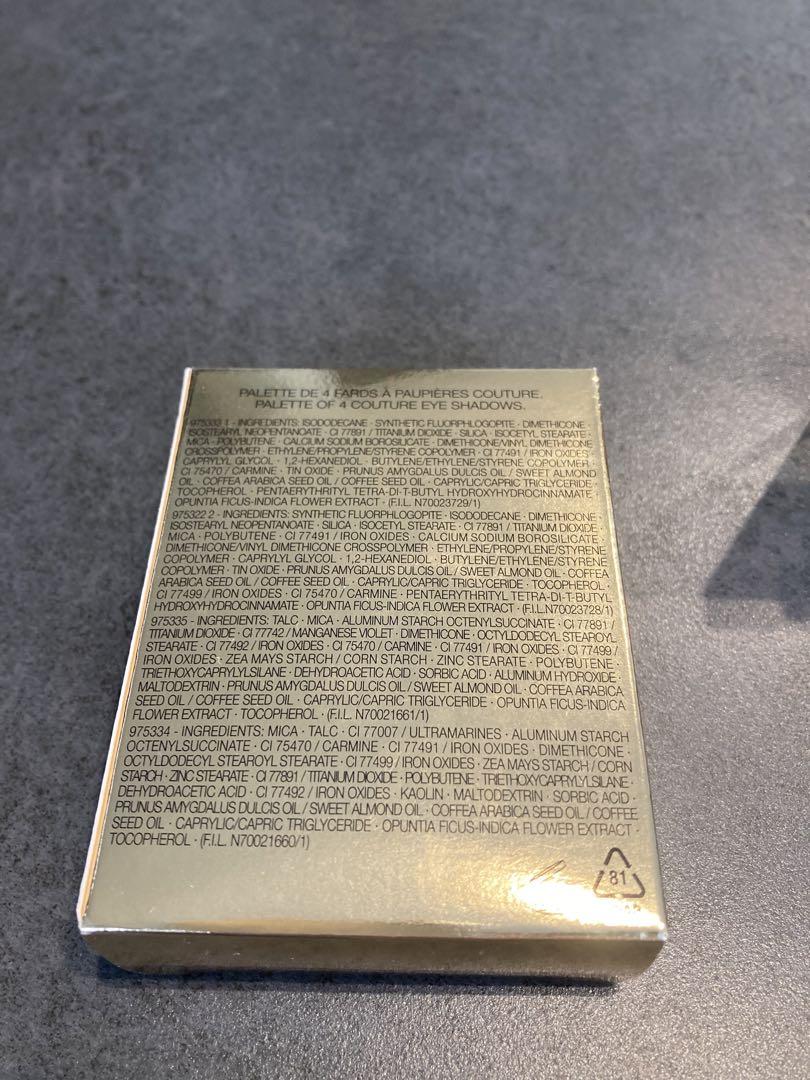 PALETTE DE 4 FARDS À PAUPIÈRES COUTURE.
PALETTE OF 4 COUTURE EYE SHADOWS.
975333 1 - INGREDIENTS: ISODODECANE · SYNTHETIC FLUORPHLOGOPITE · DIMETHICONE ·
ISOSTEARYL NEOPENTANOATE · CI 77891 / TITANIUM DIOXIDE · SILICA · ISOCETYL STEARATE ·
MICA · POLYBUTENE · CALCIUM SODIUM BOROSILICATE · DIMETHICONE/VINYL DIMETHICONE
CROSSPOLYMER · ETHYLENE/PROPYLENE/STYRENE COPOLYMER · CI 77491 / IRON OXIDES ·
CAPRYLYL GLYCOL · 1,2-HEXANEDIOL · BUTYLENE/ETHYLENE/STYRENE COPOLYMER ·
CI 75470 / CARMINE · TIN OXIDE · PRUNUS AMYGDALUS DULCIS OIL / SWEET ALMOND
OIL · COFFEA ARABICA SEED OIL / COFFEE SEED OIL · CAPRYLIC/CAPRIC TRIGLYCERIDE ·
TOCOPHEROL · PENTAERYTHRITYL TETRA-DI-T-BUTYL HYDROXYHYDROCINNAMATE ·
OPUNTIA FICUS-INDICA FLOWER EXTRACT · (F.I.L. N70023729/1)
975322 2 - INGREDIENTS: SYNTHETIC FLUORPHLOGOPITE · ISODODECANE · DIMETHICONE ·
ISOSTEARYL NEOPENTANOATE · SILICA · ISOCETYL STEARATE · CI 77891 / TITANIUM DIOXIDE ·
MICA · POLYBUTENE · CI 77491 / IRON OXIDES · CALCIUM SODIUM BOROSILICATE ·
DIMETHICONE/VINYL DIMETHICONE CROSSPOLYMER · ETHYLENE/PROPYLENE/STYRENE
COPOLYMER · CAPRYLYL GLYCOL · 1,2-HEXANEDIOL · BUTYLENE/ETHYLENE/STYRENE
COPOLYMER · TIN OXIDE · PRUNUS AMYGDALUS DULCIS OIL / SWEET ALMOND OIL · COFFEA
ARABICA SEED OIL / COFFEE SEED OIL · CAPRYLIC/CAPRIC TRIGLYCERIDE · TOCOPHEROL ·
CI 77499 / IRON OXIDES · CI 75470 / CARMINE · PENTAERYTHRITYL TETRA-DI-T-BUTYL
HYDROXYHYDROCINNAMATE · OPUNTIA FICUS-INDICA FLOWER EXTRACT · (F.I.L.N70023728/1)
975335 - INGREDIENTS: TALC · MICA · ALUMINUM STARCH OCTENYLSUCCINATE · CI 77891 /
TITANIUM DIOXIDE · CI 77742 / MANGANESE VIOLET · DIMETHICONE · OCTYLDODECYL STEAROYL
STEARATE · CI 77492 / IRON OXIDES · CI 75470 / CARMINE · CI 77491 / IRON OXIDES · CI 77499 /
IRON OXIDES · ZEA MAYS STARCH / CORN STARCH · ZINC STEARATE · POLYBUTENE ·
TRIETHOXYCAPRYLYLSILANE · DEHYDROACETIC ACID · SORBIC ACID · ALUMINUM HYDROXIDE ·
MALTODEXTRIN · PRUNUS AMYGDALUS DULCIS OIL / SWEET ALMOND OIL · COFFEA ARABICA
SEED OIL / COFFEE SEED OIL · CAPRYLIC/CAPRIC TRIGLYCERIDE · OPUNTIA FICUS-INDICA
FLOWER EXTRACT · TOCOPHEROL · (F.I.L. N70021661/1)
975334 - INGREDIENTS: MICA · TALC · CI 77007 / ULTRAMARINES · ALUMINUM STARCH
OCTENYLSUCCINATE · CI 75470 / CARMINE · CI 77491 / IRON OXIDES · DIMETHICONE ·
OCTYLDODECYL STEAROYL STEARATE · CI 77499 / IRON OXIDES · ZEA MAYS STARCH / CORN
STARCH · ZINC STEARATE · CI 77891 / TITANIUM DIOXIDE · POLYBUTENE · TRIETHOXYCAPRYLYLSILANE ·
DEHYDROACETIC ACID · CI 77492 / IRON OXIDES · KAOLIN · MALTODEXTRIN · SORBIC ACID ·
PRUNUS AMYGDALUS DULCIS OIL / SWEET ALMOND OIL · COFFEA ARABICA SEED OIL / COFFEE
SEED OIL · CAPRYLIC/CAPRIC TRIGLYCERIDE · OPUNTIA FICUS-INDICA FLOWER EXTRACT ·
TOCOPHEROL · (F.I.L. N70021660/1)
81